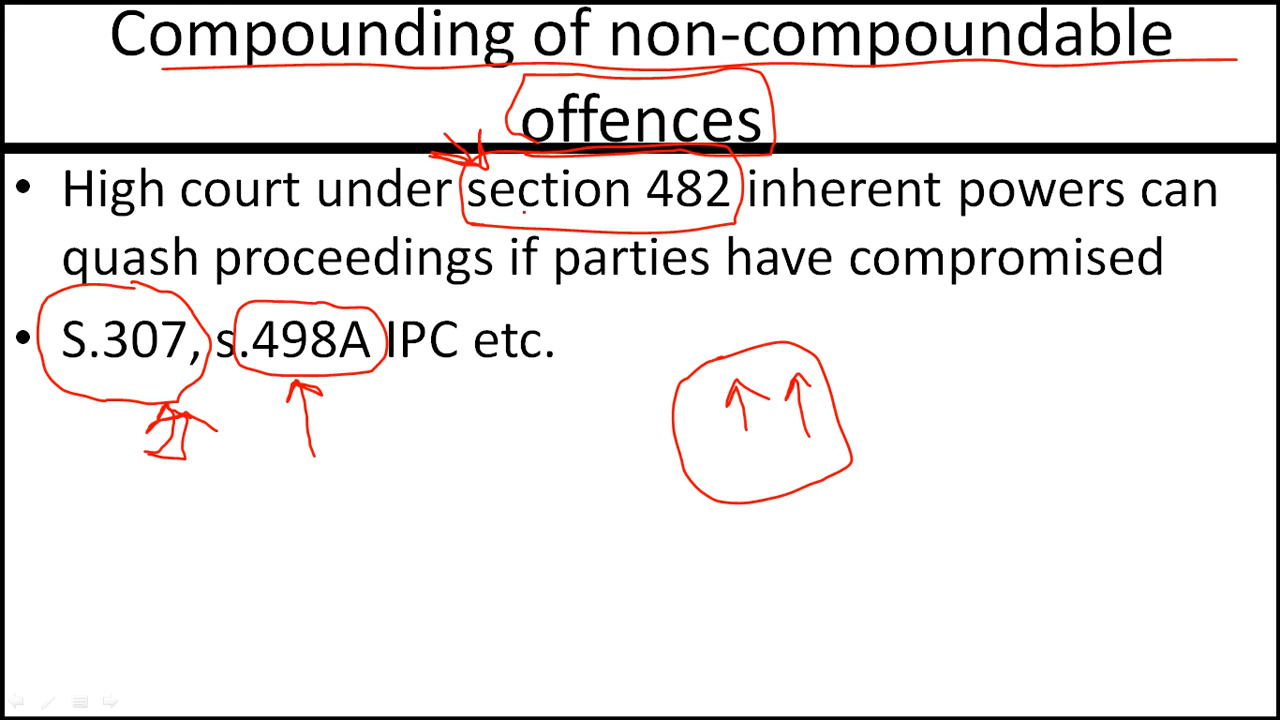 Compounding of non-compoundable
offences
• High court under section 482 inherent powers can
quash proceedings if parties have compromised
• S.307, s.498A IPC etc.